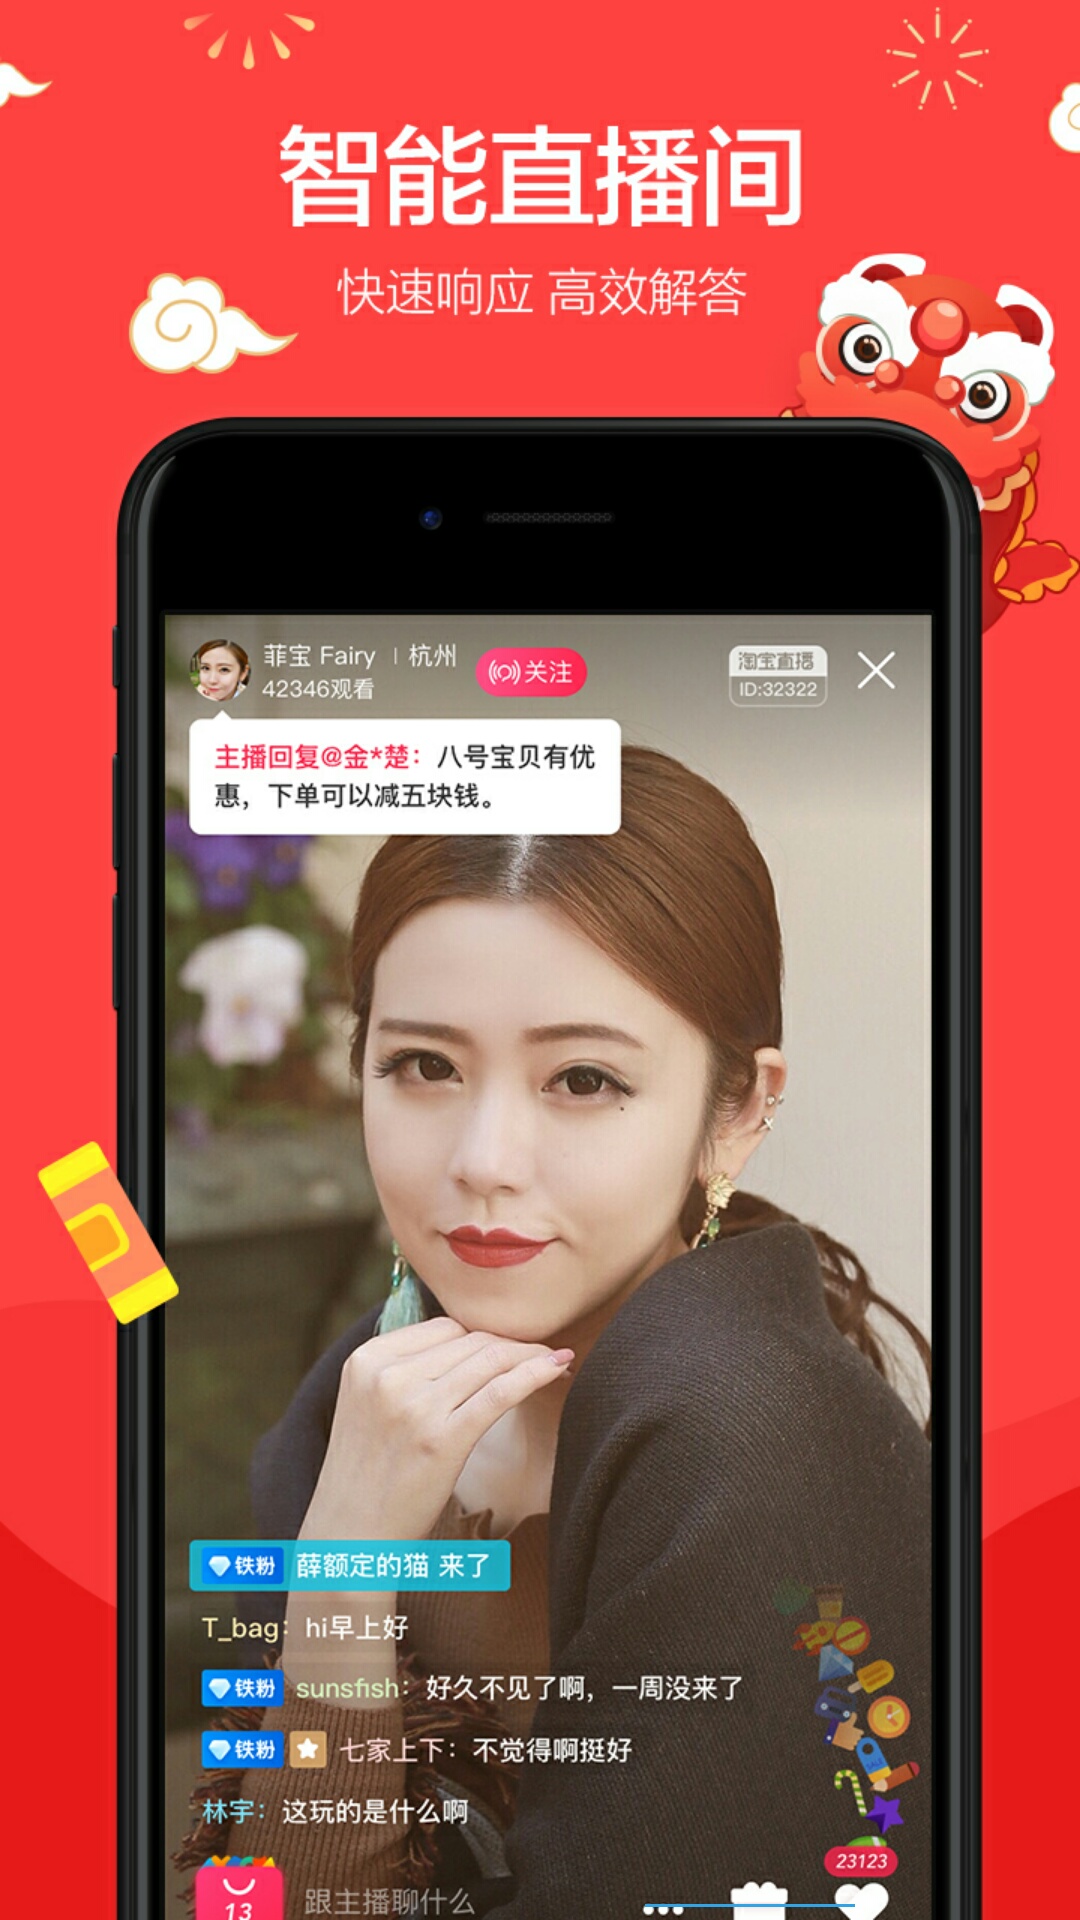 智能直播间
快速响应 高效解答
菲宝 Fairy | 杭州
42346观看
关注
淘宝直播
ID:32322
主播回复@金*楚：八号宝贝有优
惠，下单可以减五块钱。
铁粉 薛额定的猫 来了
T_bag：hi早上好
铁粉 sunsfish：好久不见了啊，一周没来了
铁粉 七家上下：不觉得啊挺好
林宇：这玩的是什么啊
SALE
23123
13
跟主播聊什么